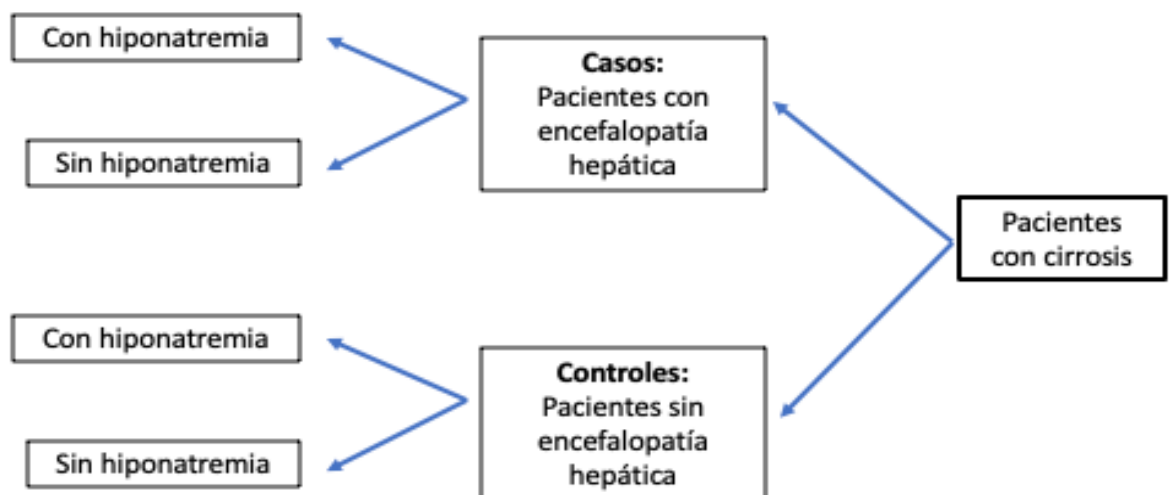 Con hiponatremia
Sin hiponatremia
Casos:
Pacientes con
encefalopatía
hepática
Pacientes
con cirrosis
Con hiponatremia
Sin hiponatremia
Controles:
Pacientes sin
encefalopatía
hepática